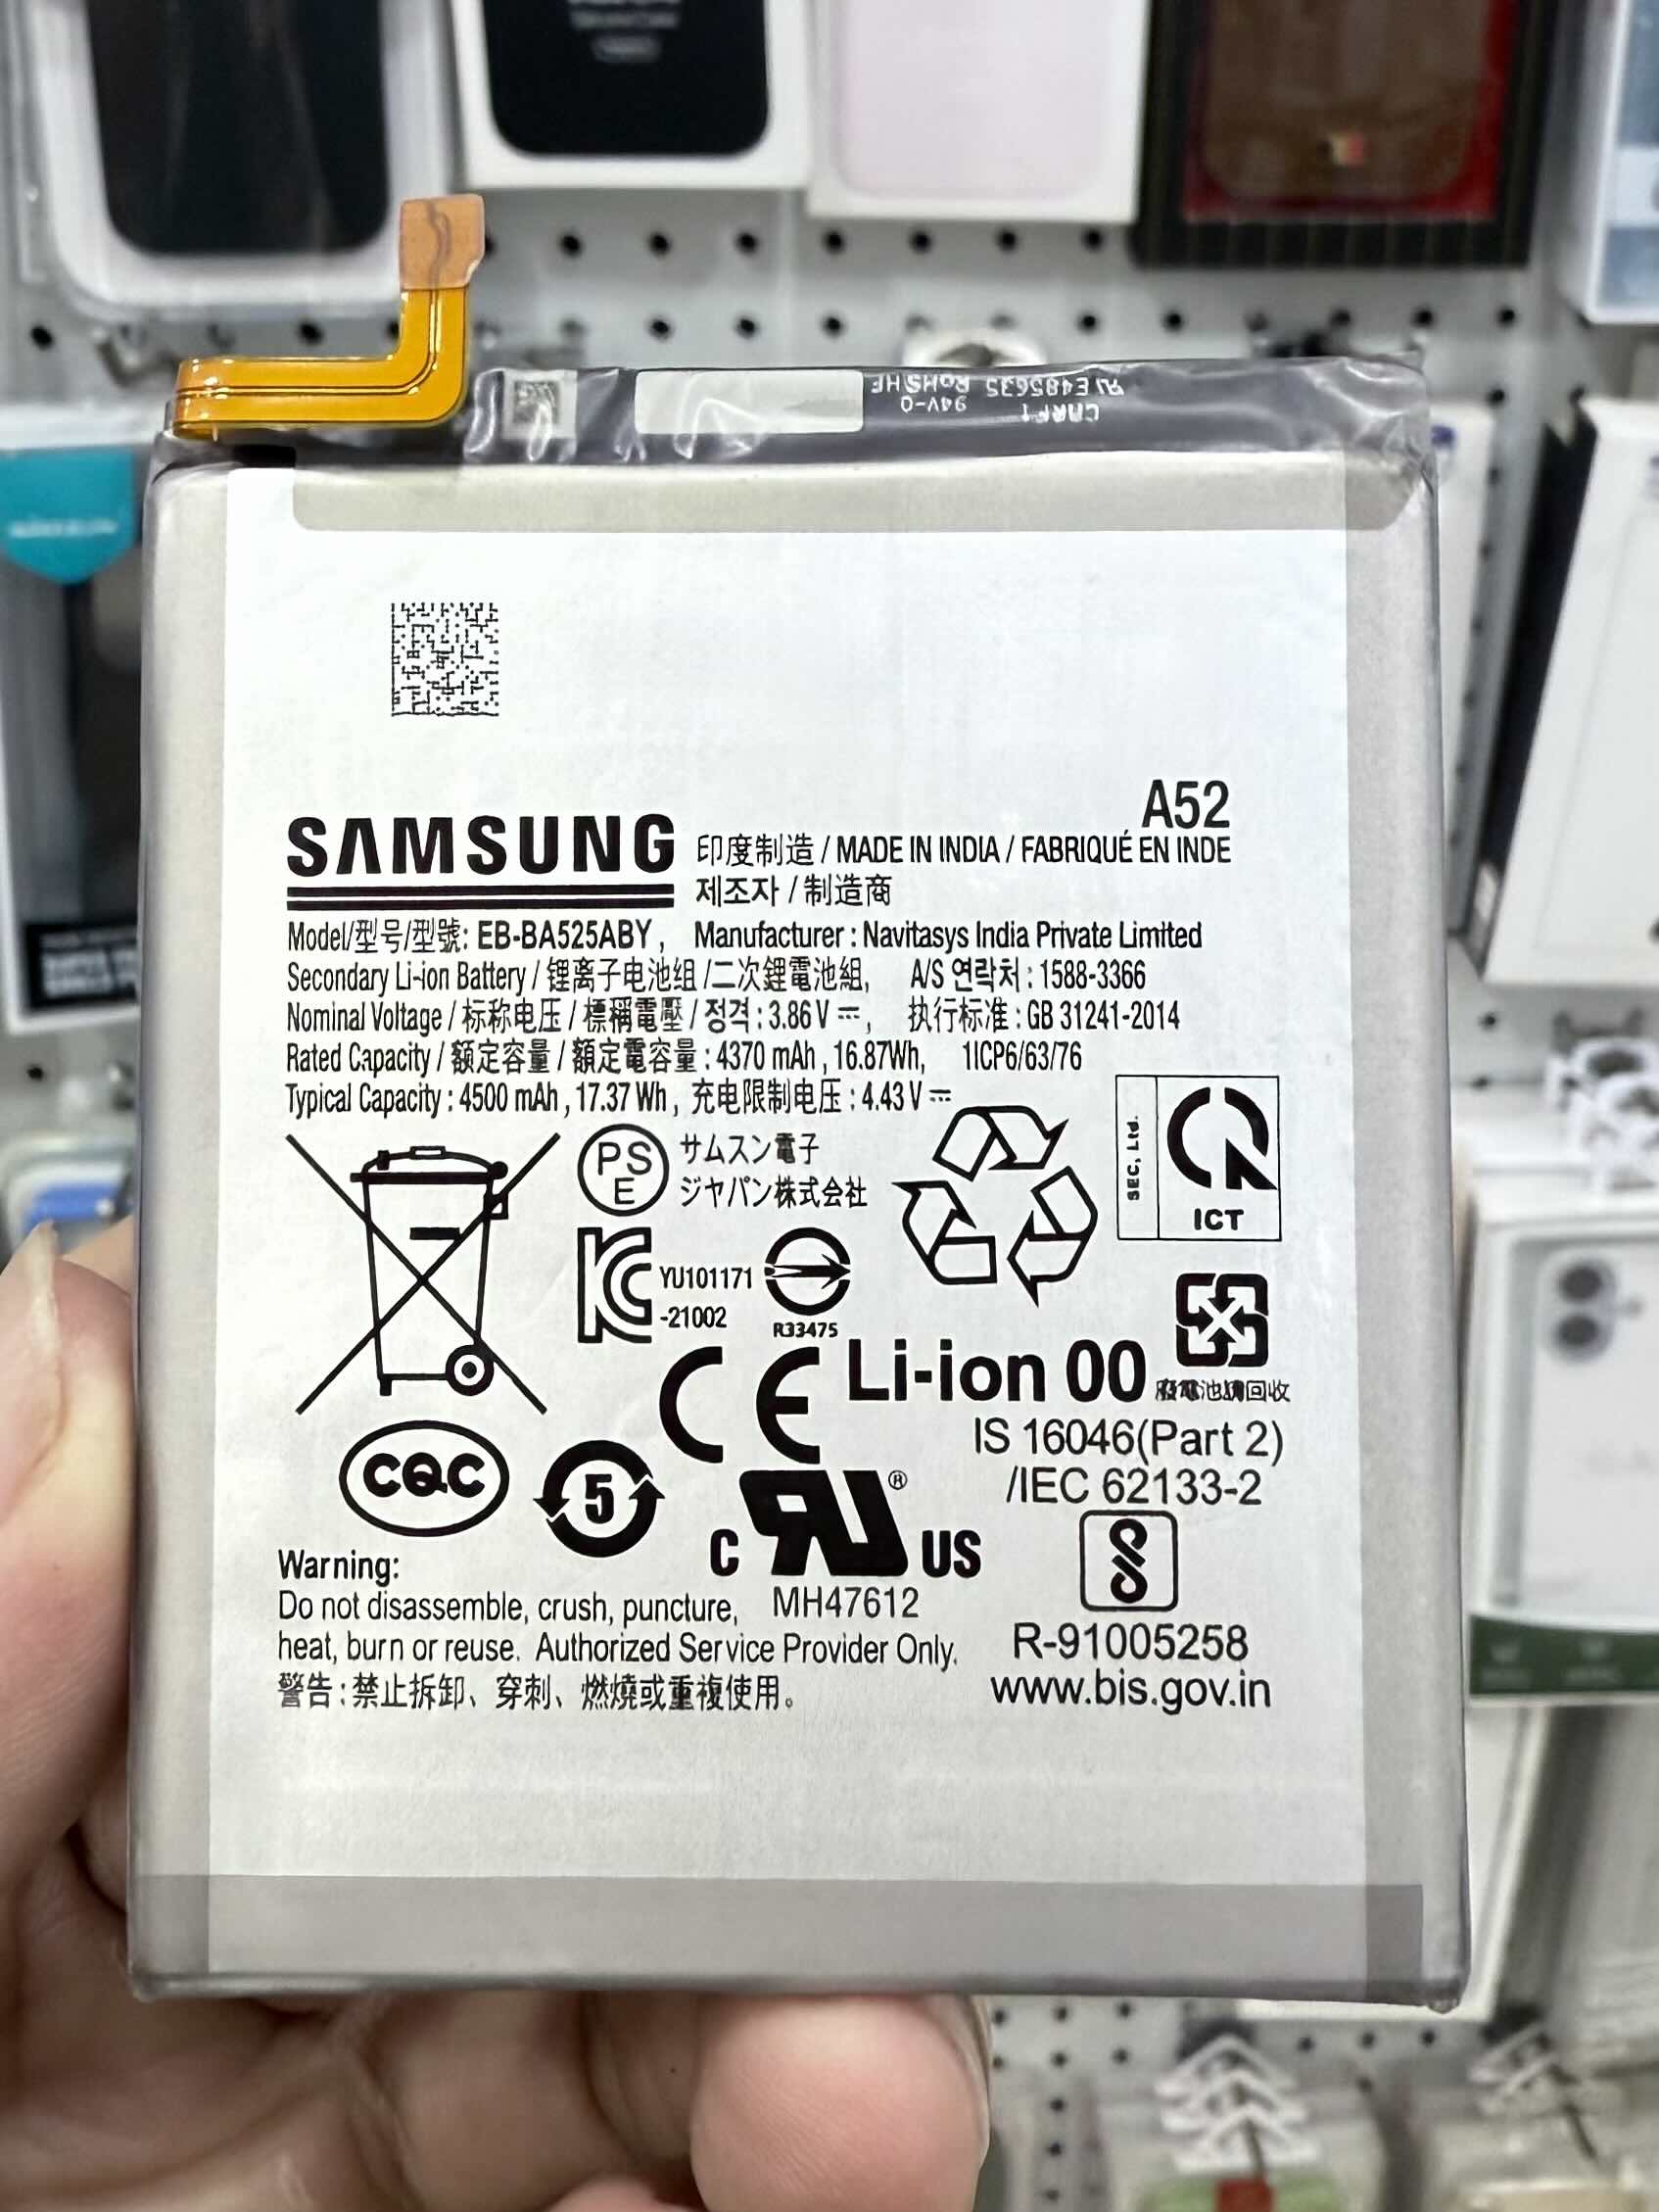 UL E485635 RoHS HF
CARF1 94V-0
A52
SAMSUNG
印度制造 / MADE IN INDIA / FABRIQUÉ EN INDE
제조자 / 制造商
Model/型号/型號: EB-BA525ABY, Manufacturer : Navitasys India Private Limited
Secondary Li-ion Battery / 锂离子电池组 /二次鋰電池組, A/S 연락처 : 1588-3366
Nominal Voltage / 标称电压 / 標稱電壓 / 정격 : 3.86 V ⎓, 执行标准 : GB 31241-2014
Rated Capacity / 额定容量 / 額定電容量 : 4370 mAh , 16.87Wh, 1ICP6/63/76
Typical Capacity : 4500 mAh , 17.37 Wh , 充电限制电压 : 4.43 V ⎓
PS
E
サムスン電子
ジャパン株式会社
SEC, Ltd.
ICT
YU101171
-21002
R33475
CE
Li-ion 00
IS 16046(Part 2)
/IEC 62133-2
CQC
5
C RU ® US
MH47612
R-91005258
www.bis.gov.in
Warning:
Do not disassemble, crush, puncture,
heat, burn or reuse. Authorized Service Provider Only.
警告 : 禁止拆卸、穿刺、燃燒或重複使用。